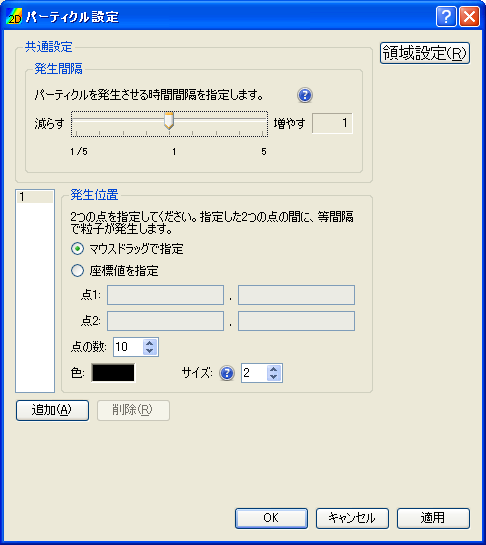 2D パーティクル設定
共通設定
領域設定(R)
発生間隔
パーティクルを発生させる時間間隔を指定します。
減らす 増やす 1
1/5 1 5
1
発生位置
2つの点を指定してください。指定した2つの点の間に、等間隔
で粒子が発生します。
マウスドラッグで指定
座標値を指定
点1: ,
点2: ,
点の数: 10
色: サイズ: 2
追加(A) 削除(R)
OK キャンセル 適用